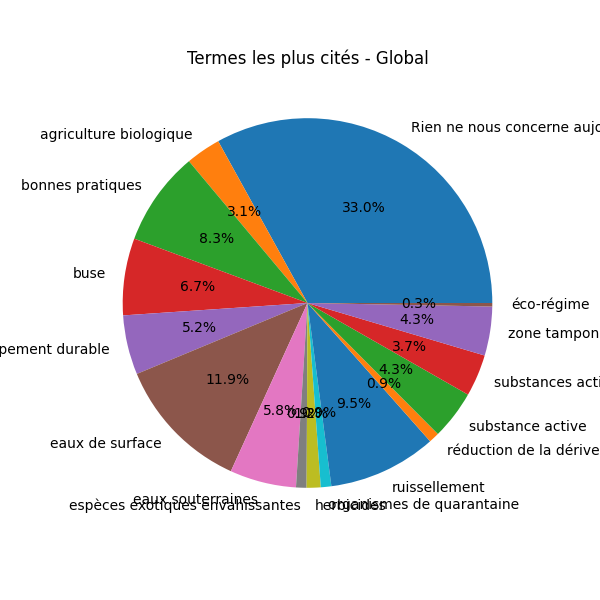 Termes les plus cités - Global
Rien ne nous concerne aujo
agriculture biologique
33.0%
3.1%
bonnes pratiques
8.3%
buse
6.7%
0.3%
éco-régime
4.3%
zone tampon
pement durable
5.2%
3.7%
substances acti
11.9%
4.3%
0.9%
substance active
eaux de surface
5.8%
9.5%
réduction de la dérive
eaux souterraines
ruissellement
espèces exotiques envahissantes
herbicides
organismes de quarantaine